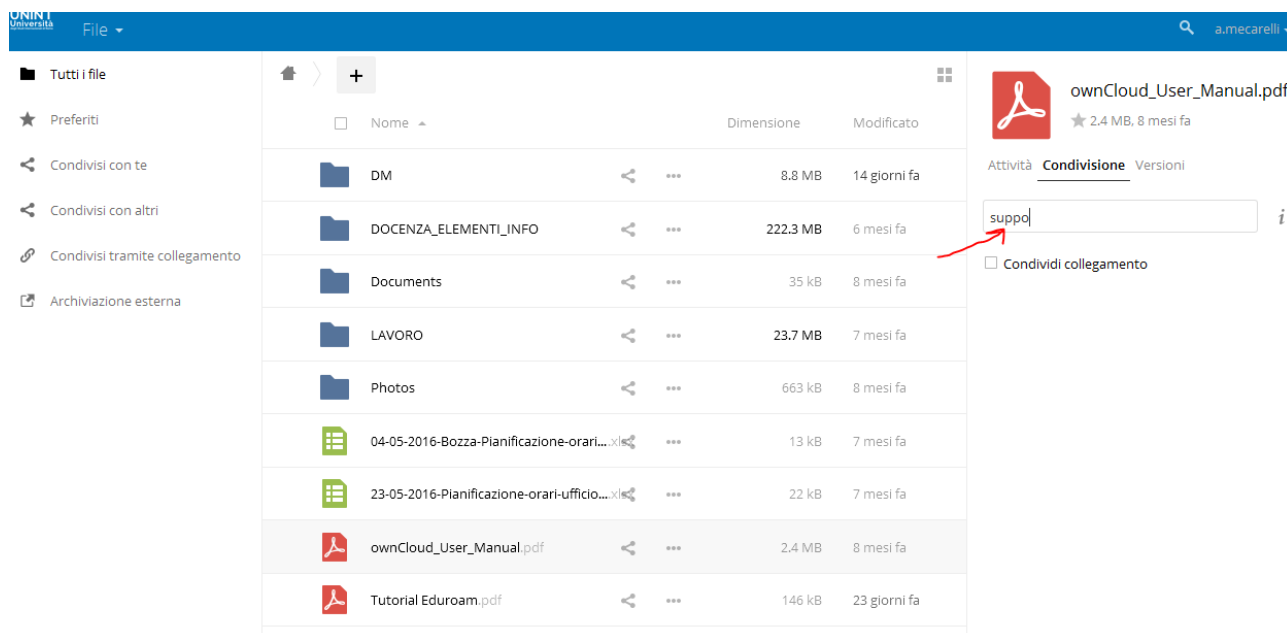 UNINT
Università
File
a.mecarelli
Tutti i file
Preferiti
Condivisi con te
Condivisi con altri
Condivisi tramite collegamento
Archiviazione esterna
+
Nome Dimensione Modificato
DM 8.8 MB 14 giorni fa
DOCENZA_ELEMENTI_INFO 222.3 MB 6 mesi fa
Documents 35 kB 8 mesi fa
LAVORO 23.7 MB 7 mesi fa
Photos 663 kB 8 mesi fa
04-05-2016-Bozza-Pianificazione-orari....xlsx 13 kB 7 mesi fa
23-05-2016-Pianificazione-orari-ufficio....xlsx 22 kB 7 mesi fa
ownCloud_User_Manual.pdf 2.4 MB 8 mesi fa
Tutorial Eduroam.pdf 146 kB 23 giorni fa
ownCloud_User_Manual.pdf
2.4 MB, 8 mesi fa
Attività Condivisione Versioni
suppo
i
Condividi collegamento